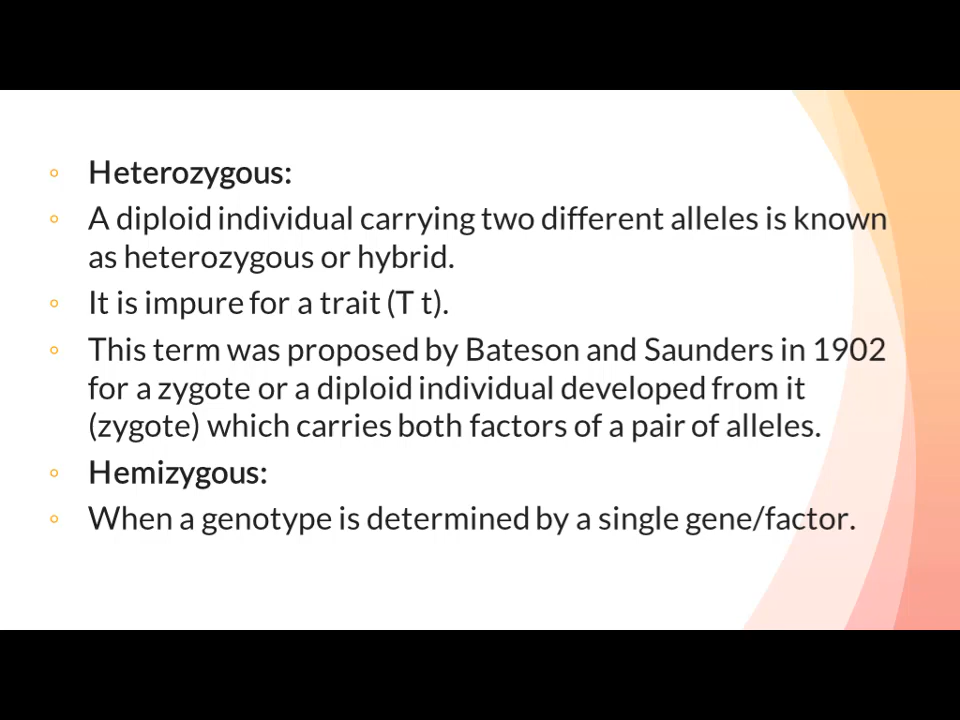 Heterozygous:
A diploid individual carrying two different alleles is known
as heterozygous or hybrid.
It is impure for a trait (T t).
This term was proposed by Bateson and Saunders in 1902
for a zygote or a diploid individual developed from it
(zygote) which carries both factors of a pair of alleles.
Hemizygous:
When a genotype is determined by a single gene/factor.